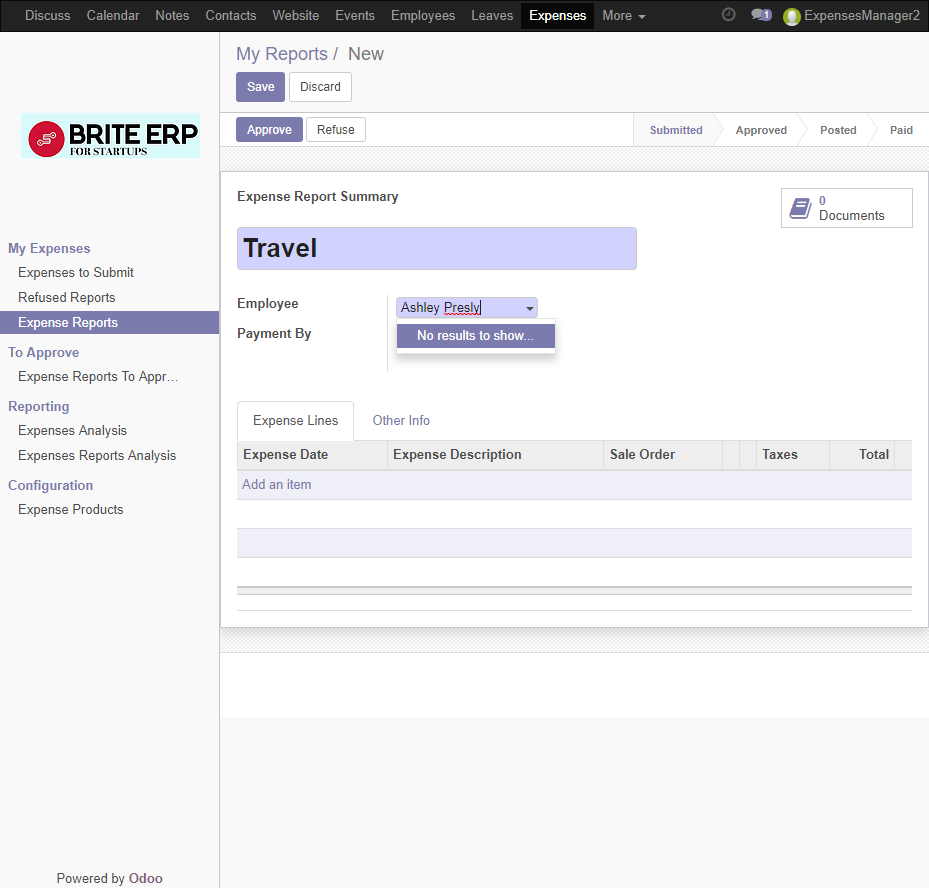 Discuss Calendar Notes Contacts Website Events Employees Leaves Expenses More 1 ExpensesManager2
My Reports / New
Save Discard
Approve Refuse Submitted Approved Posted Paid
BRITE ERP
FOR STARTUPS
My Expenses
Expenses to Submit
Refused Reports
Expense Reports
To Approve
Expense Reports To Appr…
Reporting
Expenses Analysis
Expenses Reports Analysis
Configuration
Expense Products
Powered by Odoo
Expense Report Summary
0
Documents
Travel
Employee Ashley Presly
Payment By
No results to show...
Expense Lines Other Info
Expense Date Expense Description Sale Order Taxes Total
Add an item